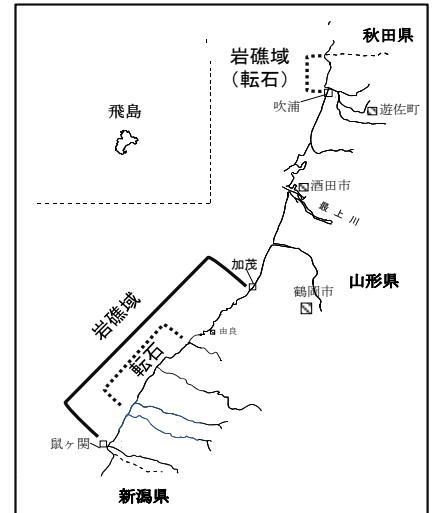 秋田県
岩礁域
（転石）
吹浦
遊佐町
飛島
酒田市
最上川
加茂
山形県
鶴岡市
岩礁域
由良
転石
鼠ヶ関
新潟県